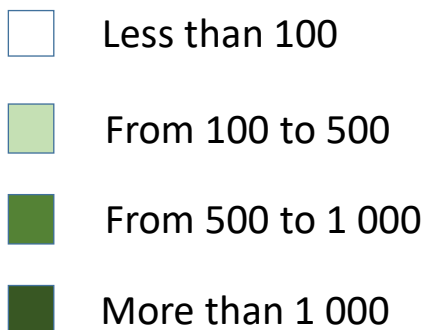 Less than 100
From 100 to 500
From 500 to 1 000
More than 1 000